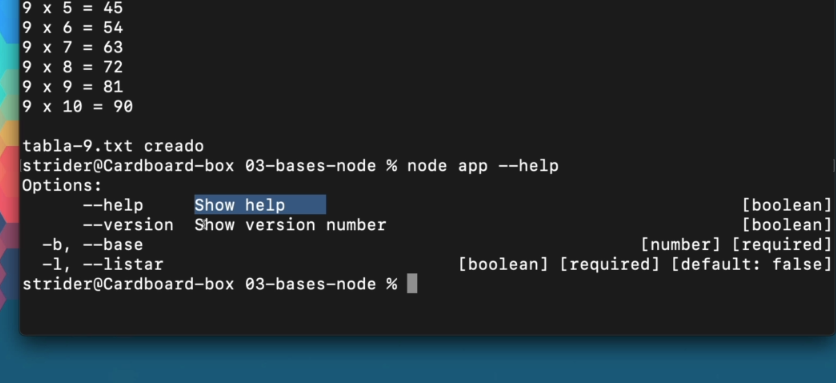 9 x 5 = 45
9 x 6 = 54
9 x 7 = 63
9 x 8 = 72
9 x 9 = 81
9 x 10 = 90
tabla-9.txt creado
strider@Cardboard-box 03-bases-node % node app --help
Options:
--help Show help [boolean]
--version Show version number [boolean]
-b, --base [number] [required]
-l, --listar [boolean] [required] [default: false]
strider@Cardboard-box 03-bases-node %